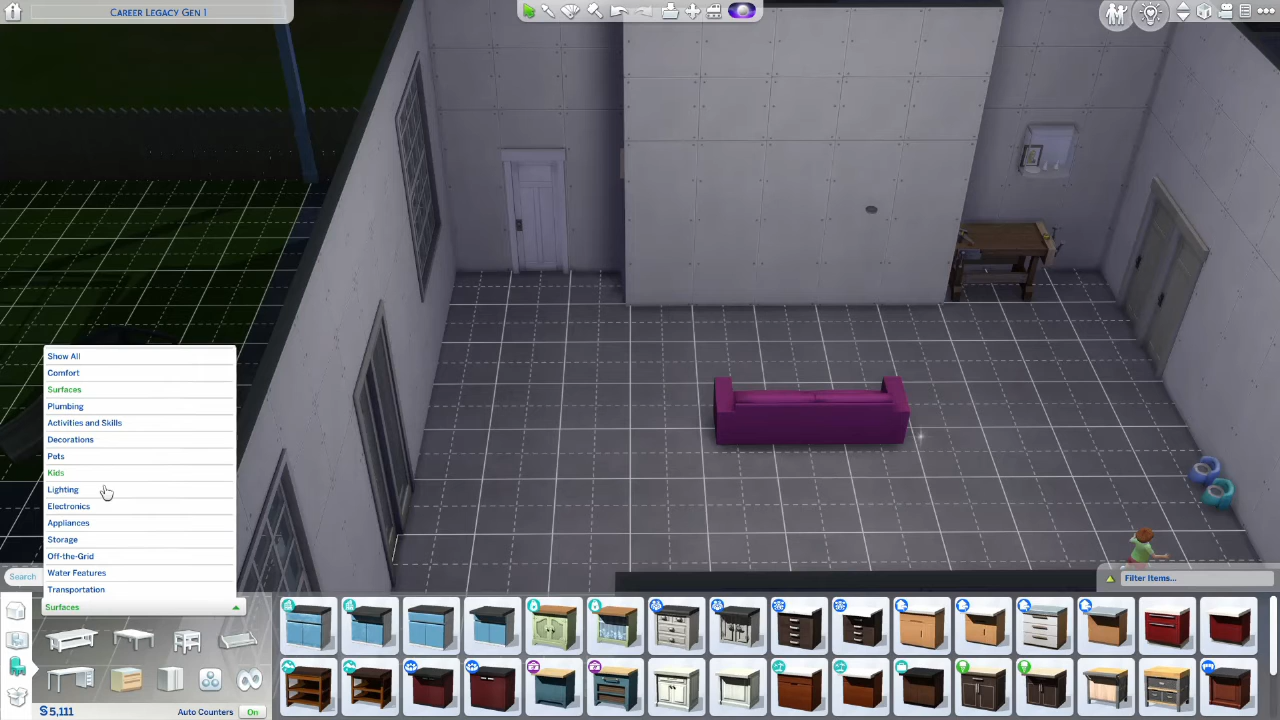 Career Legacy Gen 1
Show All
Comfort
Surfaces
Plumbing
Activities and Skills
Decorations
Pets
Kids
Lighting
Electronics
Appliances
Storage
Off-the-Grid
Water Features
Transportation
Search
Surfaces
Filter Items...
§5,111
Auto Counters
On